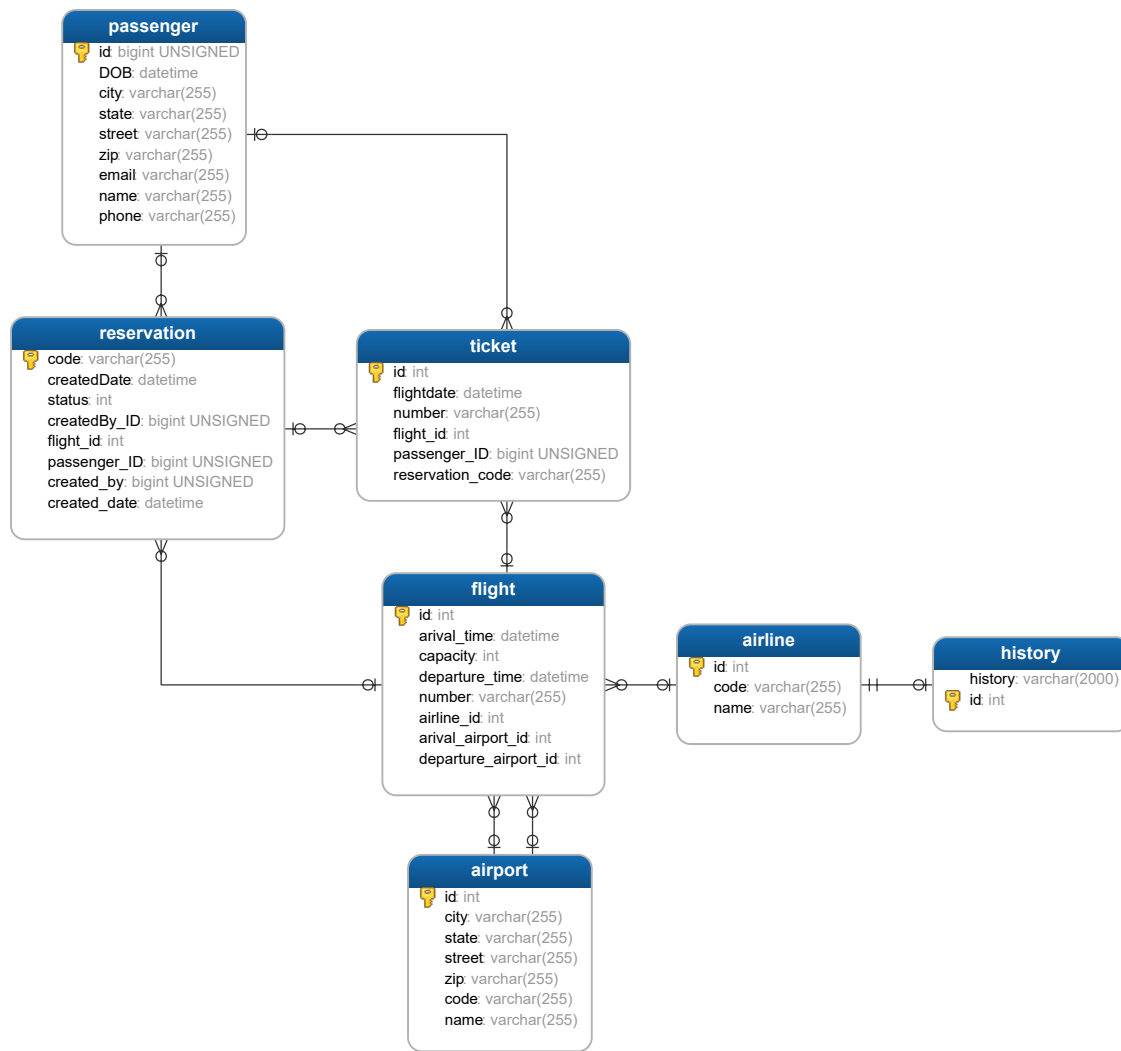 passenger
id: bigint UNSIGNED
DOB: datetime
city: varchar(255)
state: varchar(255)
street: varchar(255)
zip: varchar(255)
email: varchar(255)
name: varchar(255)
phone: varchar(255)
reservation
code: varchar(255)
createdDate: datetime
status: int
createdBy_ID: bigint UNSIGNED
flight_id: int
passenger_ID: bigint UNSIGNED
created_by: bigint UNSIGNED
created_date: datetime
ticket
id: int
flightdate: datetime
number: varchar(255)
flight_id: int
passenger_ID: bigint UNSIGNED
reservation_code: varchar(255)
flight
id: int
arival_time: datetime
capacity: int
departure_time: datetime
number: varchar(255)
airline_id: int
arival_airport_id: int
departure_airport_id: int
airline
id: int
code: varchar(255)
name: varchar(255)
history
history: varchar(2000)
id: int
airport
id: int
city: varchar(255)
state: varchar(255)
street: varchar(255)
zip: varchar(255)
code: varchar(255)
name: varchar(255)